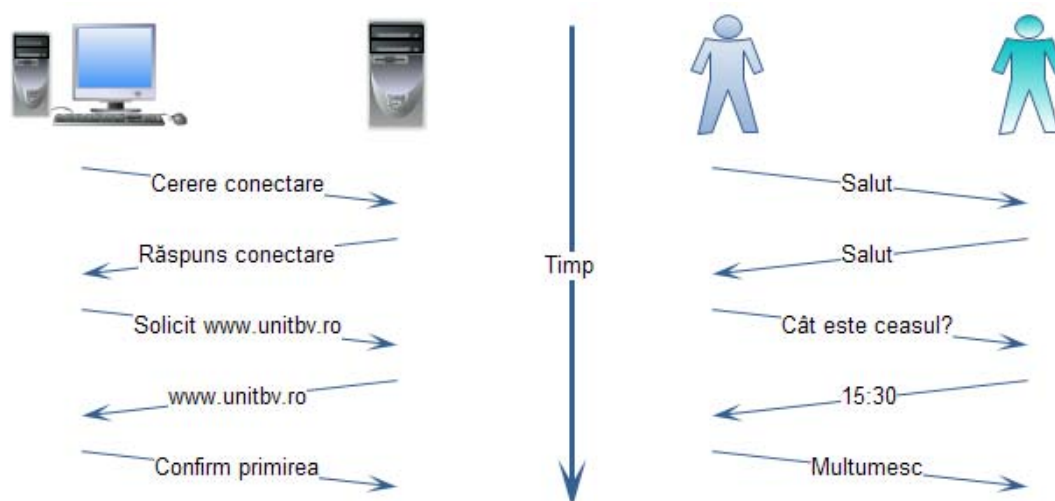 Cerere conectare
Răspuns conectare
Solicit www.unitbv.ro
www.unitbv.ro
Confirm primirea
Timp
Salut
Salut
Cât este ceasul?
15:30
Multumesc